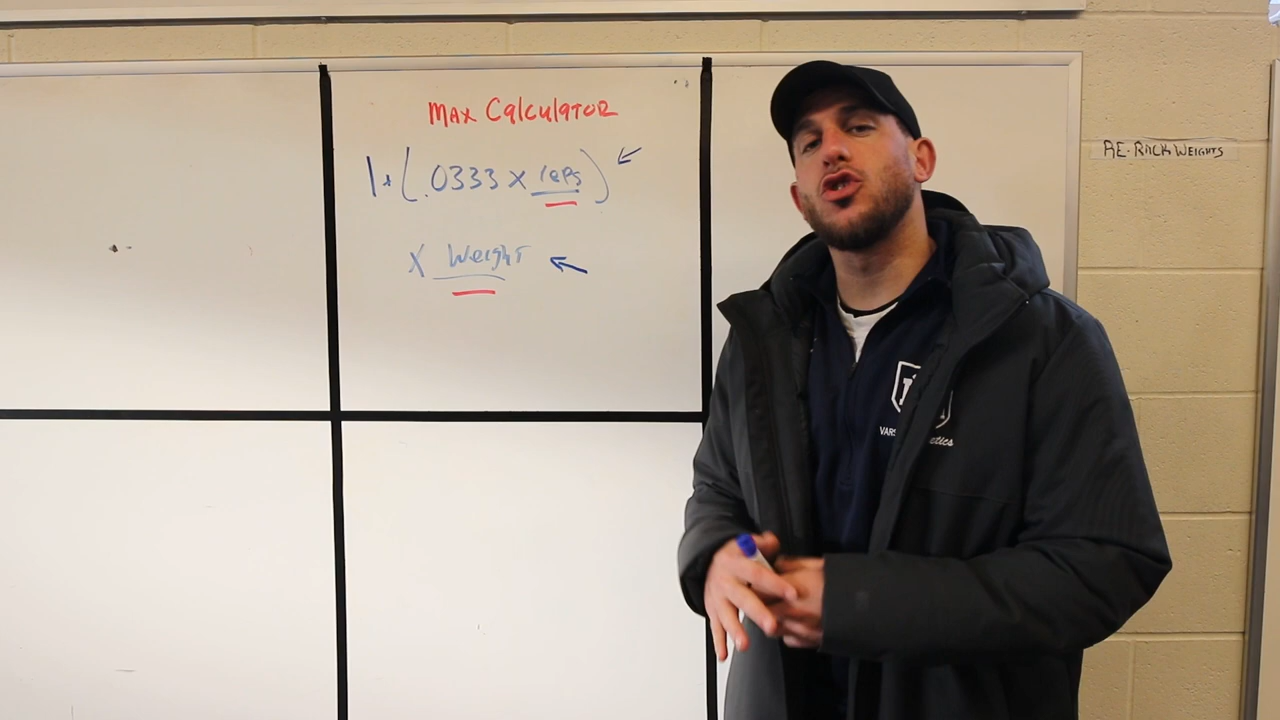 Max Calculator
1+(.0333 x reps)
x Weight
RE-RACK WEIGHTS